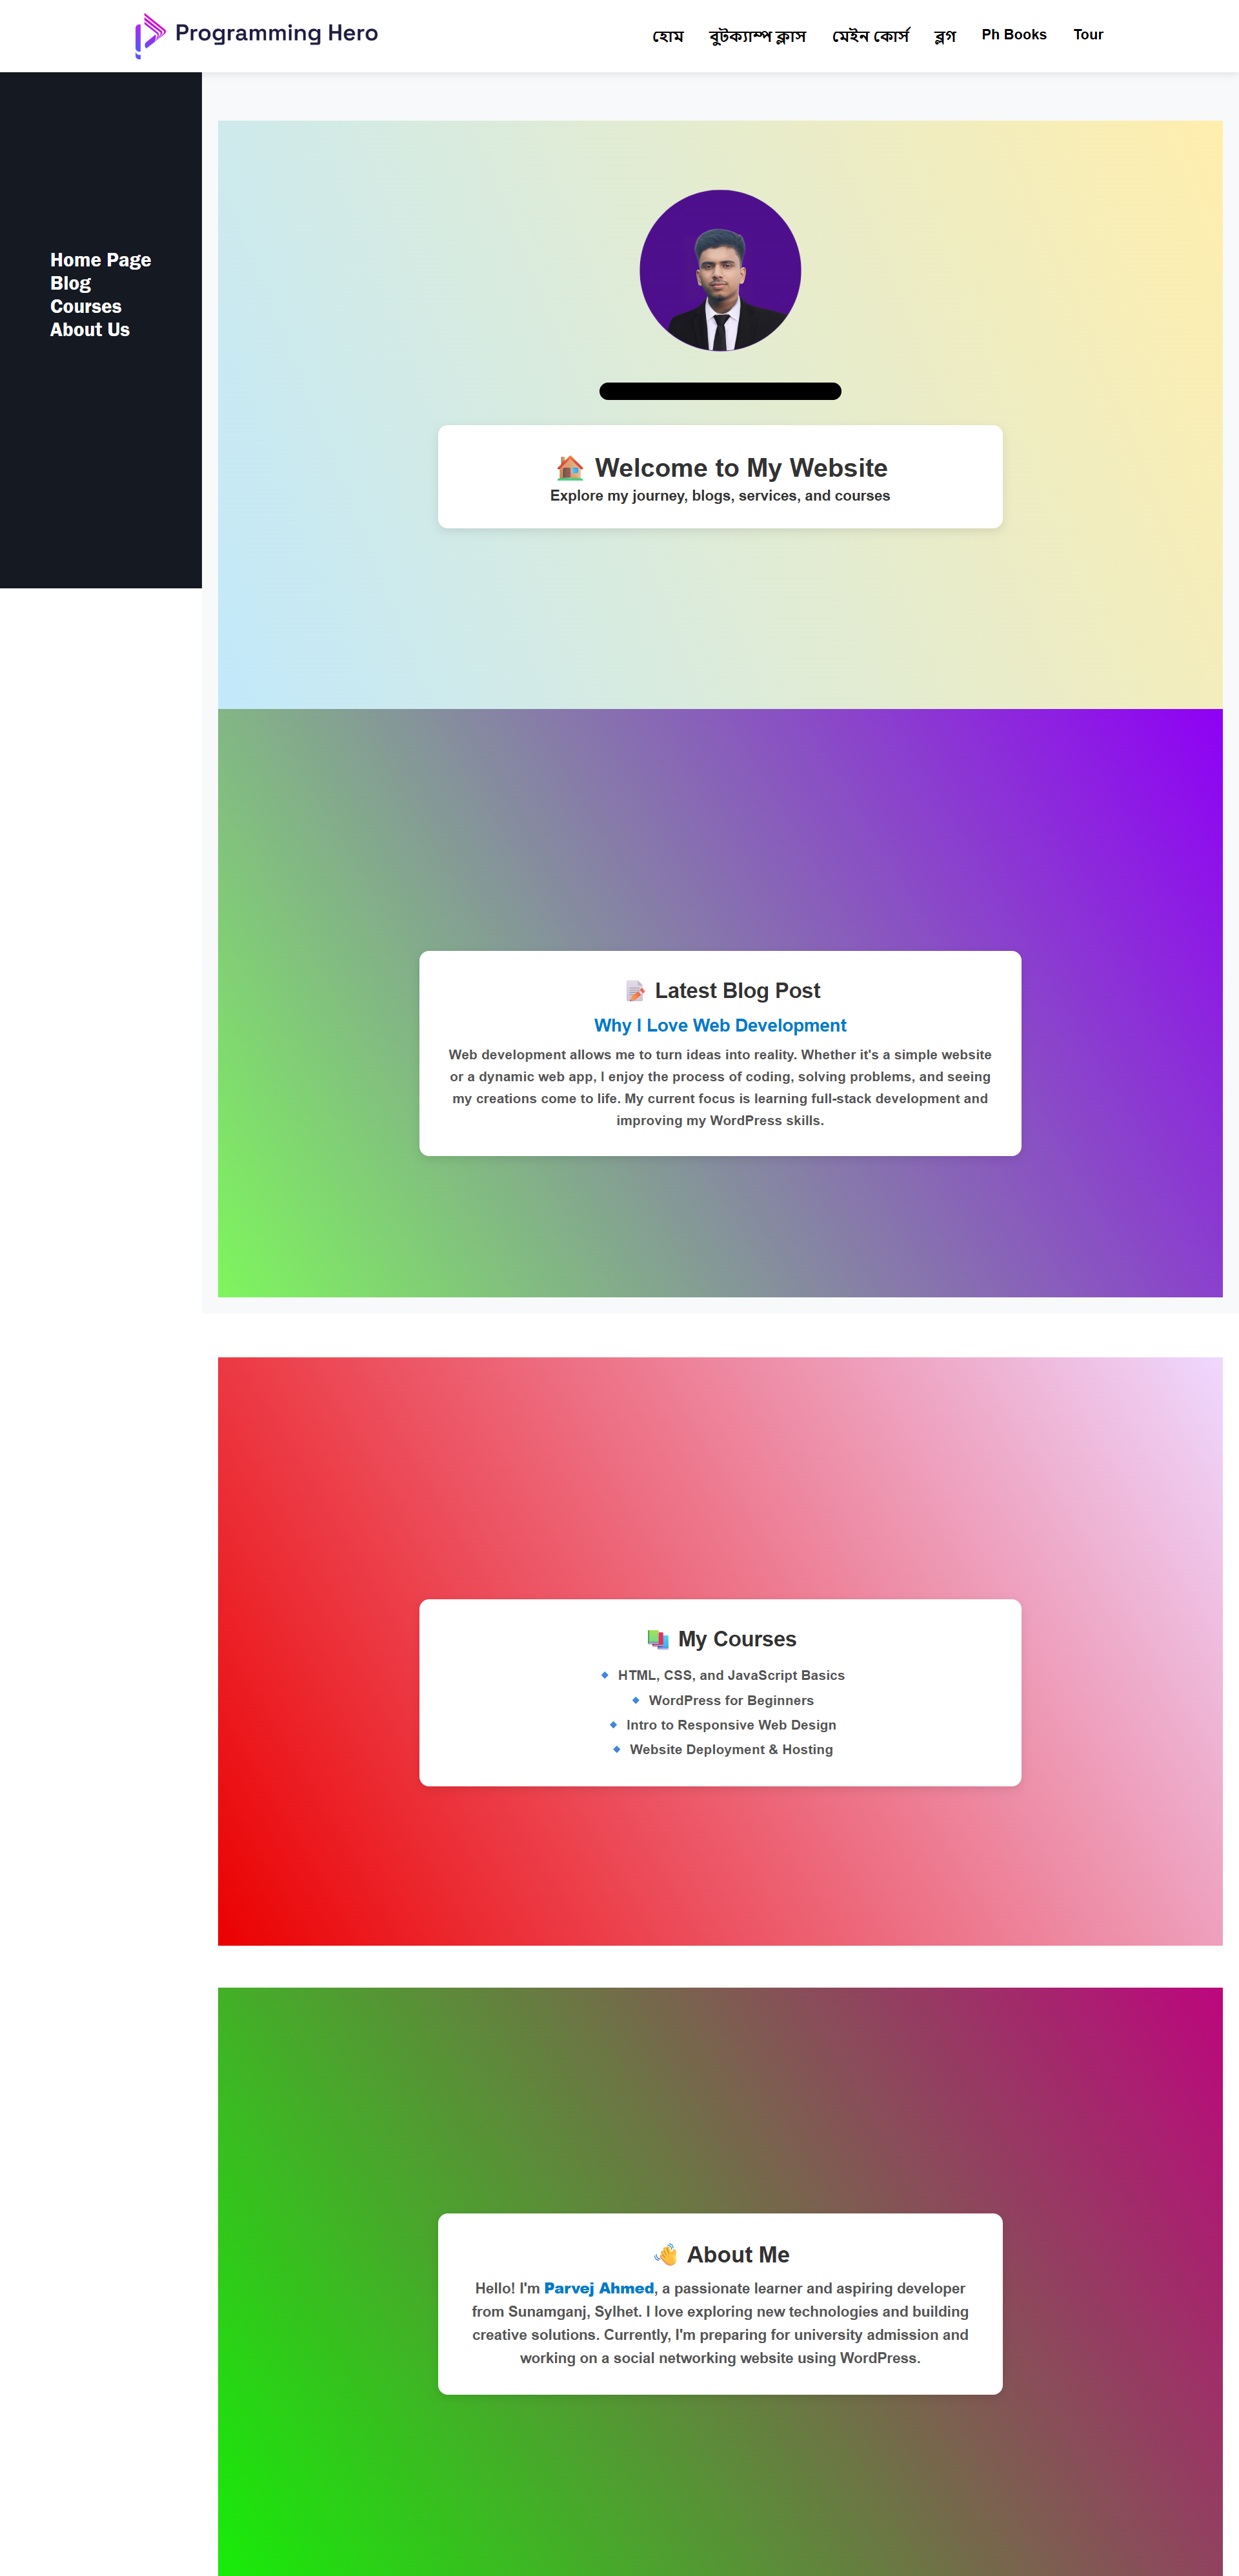 Programming Hero
হোম বুটক্যাম্প ক্লাস মেইন কোর্স ব্লগ Ph Books Tour
Home Page
Blog
Courses
About Us
🏠 Welcome to My Website
Explore my journey, blogs, services, and courses
📝 Latest Blog Post
Why I Love Web Development
Web development allows me to turn ideas into reality. Whether it's a simple website
or a dynamic web app, I enjoy the process of coding, solving problems, and seeing
my creations come to life. My current focus is learning full-stack development and
improving my WordPress skills.
📚 My Courses
🔹 HTML, CSS, and JavaScript Basics
🔹 WordPress for Beginners
🔹 Intro to Responsive Web Design
🔹 Website Deployment & Hosting
👋 About Me
Hello! I'm Parvej Ahmed, a passionate learner and aspiring developer
from Sunamganj, Sylhet. I love exploring new technologies and building
creative solutions. Currently, I'm preparing for university admission and
working on a social networking website using WordPress.